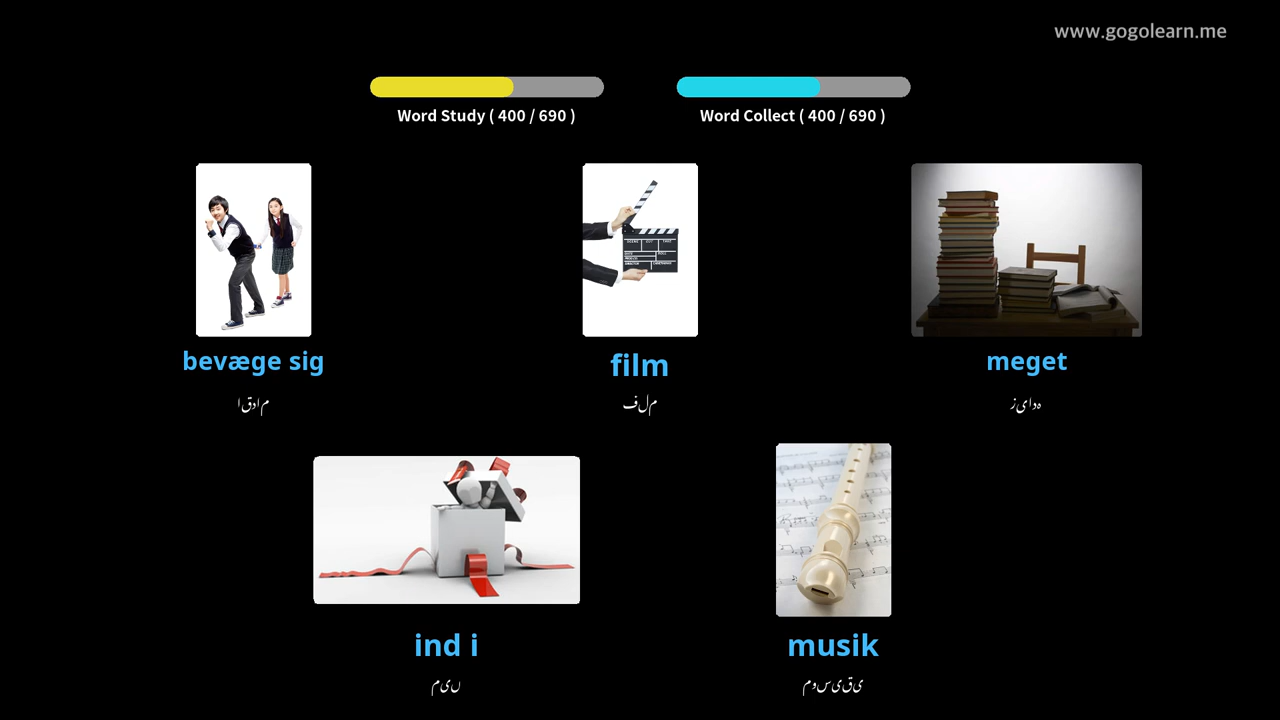 www.gogolearn.me
Word Study ( 400 / 690 )
Word Collect ( 400 / 690 )
bevæge sig
film
meget
اقدام
فلم
زیادہ
ind i
musik
میں
موسیقی